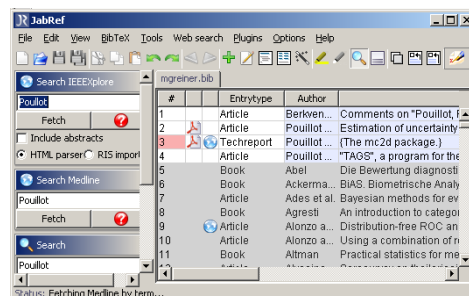 JabRef
File Edit View BibTeX Tools Web search Plugins Options Help
Search IEEEXplore
Poullot
Fetch
Include abstracts
HTML parser RIS import
Search Medline
Poullot
Fetch
Search
Poullot
mgreiner.bib
# Entrytype Author
1 Article Berkven... Comments on "Pouillot, F
2 Article Pouillot ... Estimation of uncertainty
3 Techreport Pouillot ... {The mc2d package.}
4 Article Pouillot ... "TAGS", a program for the
5 Book Abel Die Bewertung diagnosti
6 Book Ackerma... BiAS. Biometrische Analy
7 Article Ades et al. Bayesian methods for ev
8 Book Agresti An introduction to categor
9 Article Alonzo a... Distribution-free ROC an
10 Article Alonzo a... Using a combination of r
11 Book Altman Practical statistics for me
Status: Fetching Medline by term...